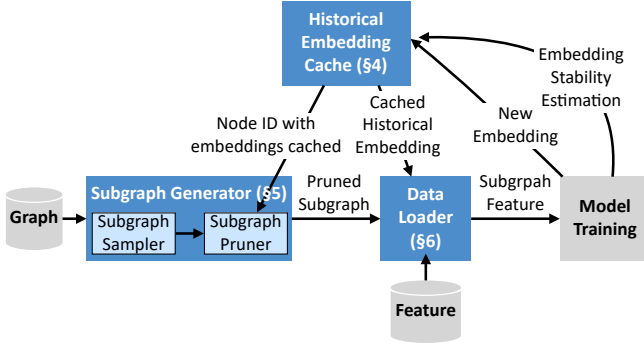 Historical
Embedding
Cache (§4)
Embedding
Stability
Estimation
Node ID with
embeddings cached
Cached
Historical
Embedding
New
Embedding
Subgraph Generator (§5)
Graph
Subgraph
Sampler
Subgraph
Pruner
Pruned
Subgraph
Data
Loader
(§6)
Subgrpah
Feature
Model
Training
Feature